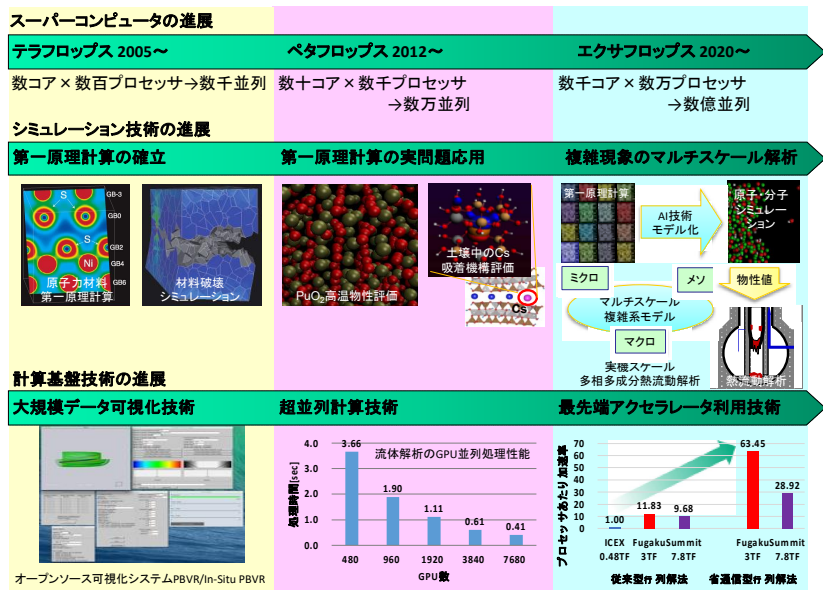 スーパーコンピュータの進展
テラフロップス 2005～
ペタフロップス 2012～
エクサフロップス 2020～
数コア×数百プロセッサ→数千並列
数十コア×数千プロセッサ
→数万並列
数千コア×数万プロセッサ
→数億並列
シミュレーション技術の進展
第一原理計算の確立
第一原理計算の実問題応用
複雑現象のマルチスケール解析
S
S
Ni
GB-3
GB0
GB2
GB4
GB6
原子力材料
第一原理計算
材料破壊
シミュレーション
PuO₂高温物性評価
土壌中のCs
吸着機構評価
Cs
第一原理計算
AI技術
モデル化
原子・分子
シミュレー
ション
ミクロ
メソ
物性値
マルチスケール
複雑系モデル
マクロ
実機スケール
多相多成分熱流動解析
熱流動解析
計算基盤技術の進展
大規模データ可視化技術
超並列計算技術
最先端アクセラレータ利用技術
オープンソース可視化システムPBVR/In-Situ PBVR
流体解析のGPU並列処理性能
処理時間[sec]
4.0
3.0
2.0
1.0
0.0
3.66
1.90
1.11
0.61
0.41
480
960
1920
3840
7680
GPU数
プロセッサあたり加速率
70
60
50
40
30
20
10
0
1.00
11.83
9.68
63.45
28.92
ICEX
0.48TF
Fugaku
3TF
Summit
7.8TF
Fugaku
3TF
Summit
7.8TF
従来型行列解法
省通信型行列解法